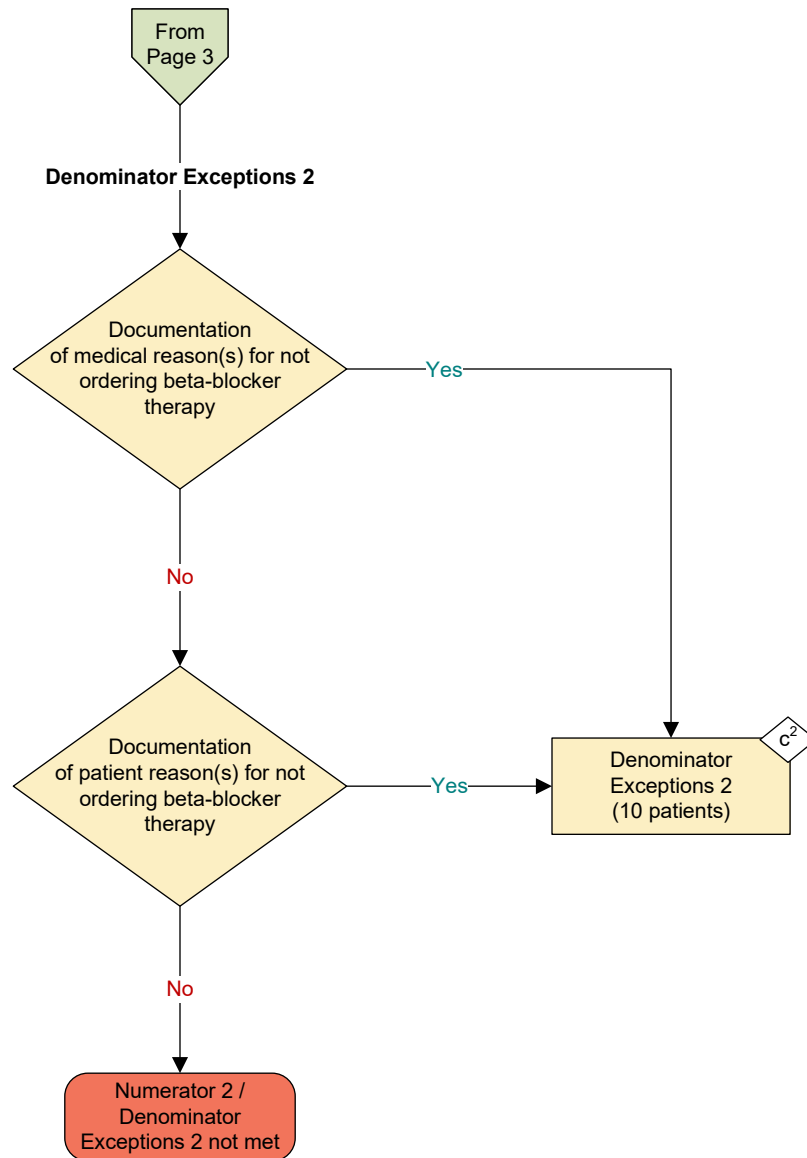 From
Page 3
Denominator Exceptions 2
Documentation
of medical reason(s) for not
ordering beta-blocker
therapy
Yes
No
Documentation
of patient reason(s) for not
ordering beta-blocker
therapy
Yes
c²
Denominator
Exceptions 2
(10 patients)
No
Numerator 2 /
Denominator
Exceptions 2 not met